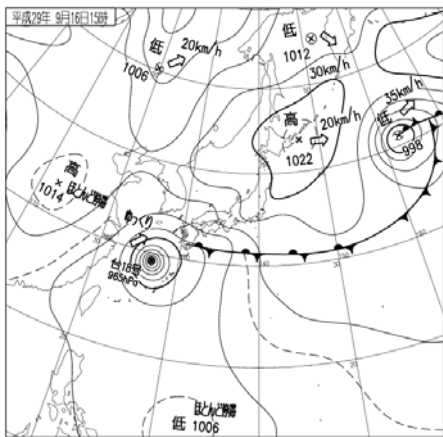 平成29年 9月16日15時
低
20km/h
1006
低
1012
30km/h
高
20km/h
1022
35km/h
低
998
高
1014
ほとんど停滞
ゆっくり
台18号
965hPa
ほとんど停滞
低 1006